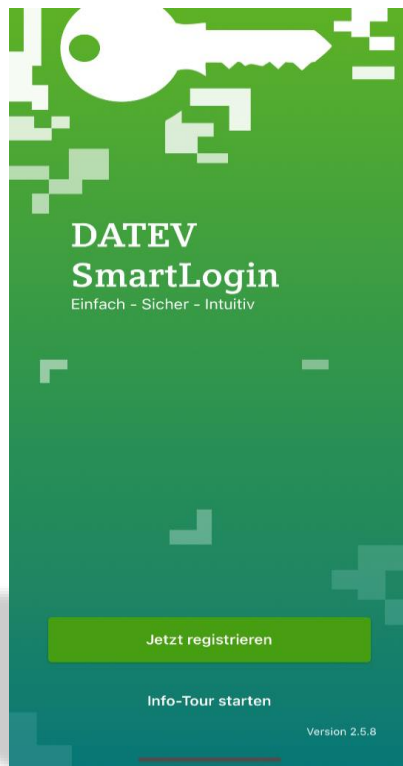 DATEV
SmartLogin
Einfach - Sicher - Intuitiv
Jetzt registrieren
Info-Tour starten
Version 2.5.8